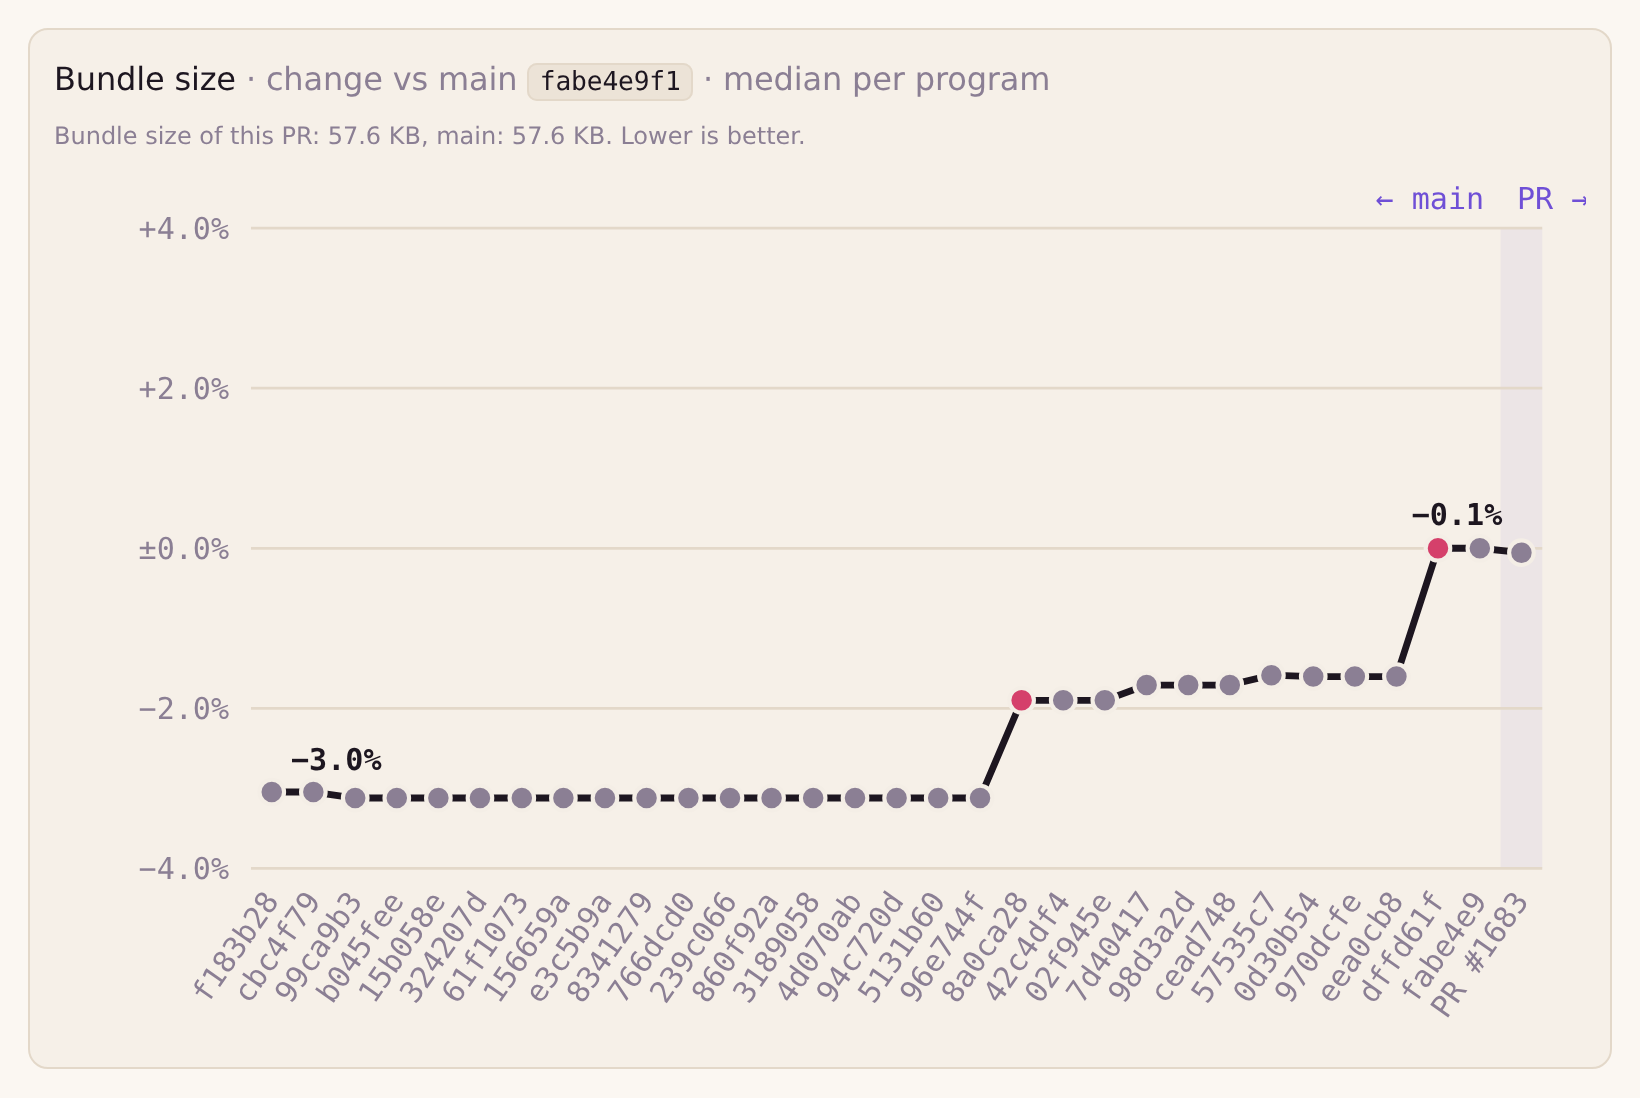 Bundle size · change vs main fabe4e9f1 · median per program
Bundle size of this PR: 57.6 KB, main: 57.6 KB. Lower is better.
← main PR →
+4.0%
+2.0%
±0.0%
−2.0%
−4.0%
−3.0%
−0.1%
f183b28
cbc4f79
99ca9b3
b045fee
15b058e
324207d
61f1073
156659a
e3c5b9a
8341279
766dcd0
239c066
860f92a
3189058
4d070ab
94c720d
5131b60
96e744f
8a0ca28
42c4df4
02f945e
7d40417
98d3a2d
cead748
57535c7
0d30b54
970dcfe
eea0cb8
dffd61f
fabe4e9
PR #1683